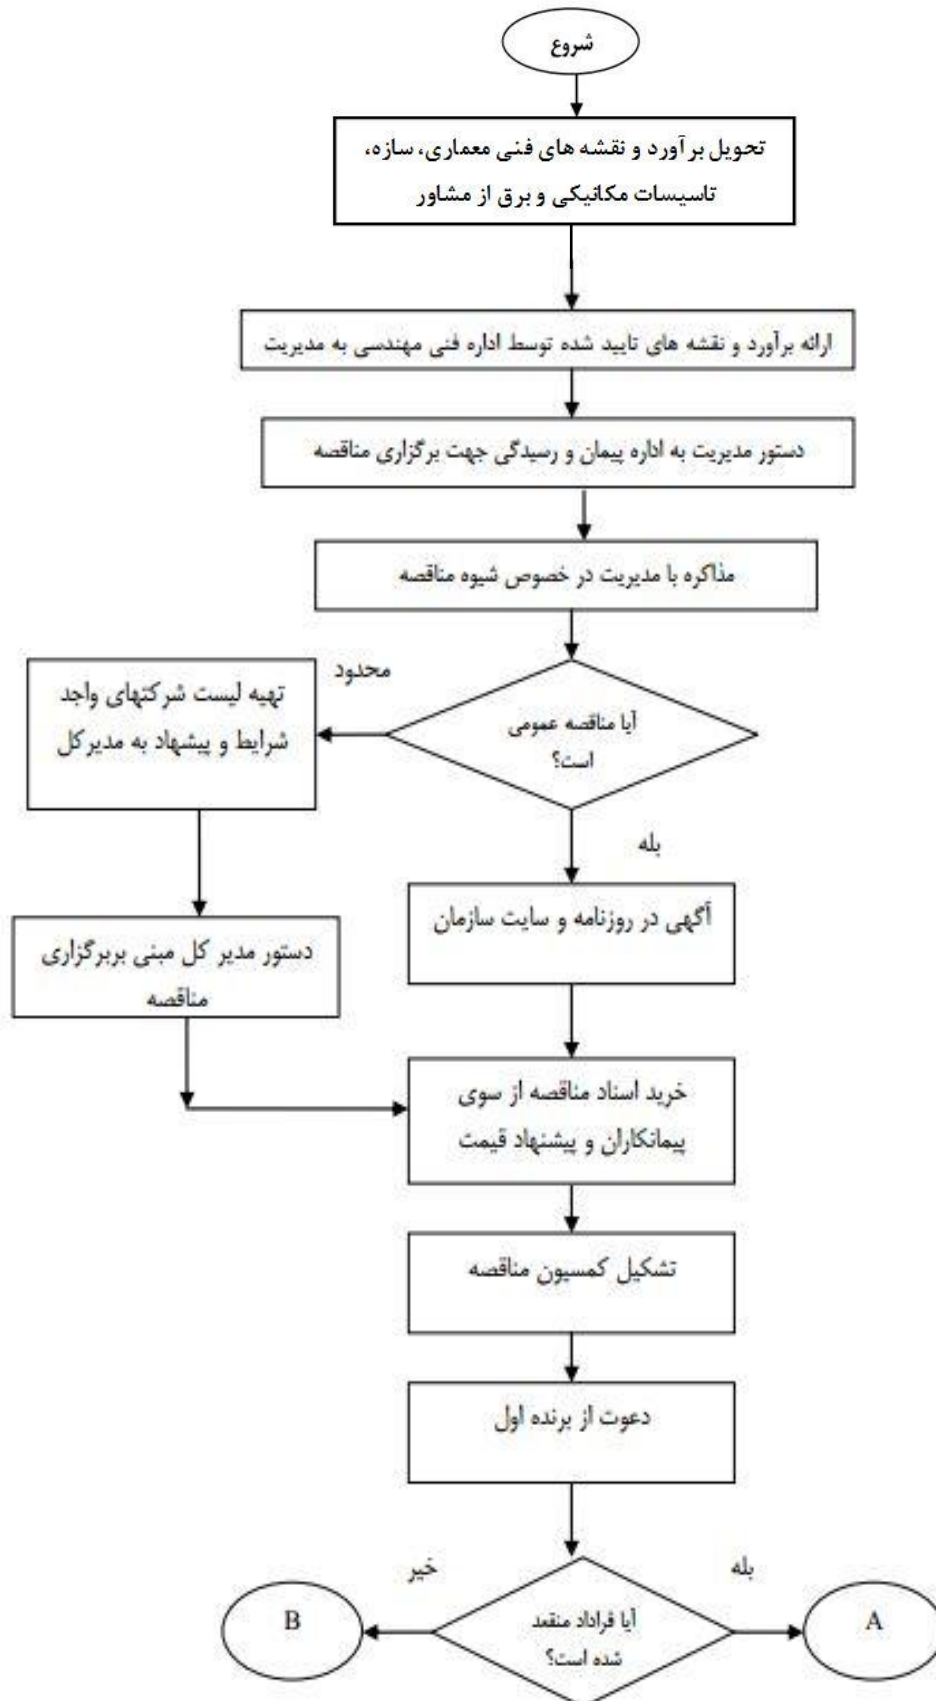 شروع
تحویل برآورد و نقشه های فنی معماری، سازه،
تاسیسات مکانیکی و برق از مشاور
ارائه برآورد و نقشه های تایید شده توسط اداره فنی مهندسی به مدیریت
دستور مدیریت به اداره پیمان و رسیدگی جهت برگزاری مناقصه
مذاکره با مدیریت در خصوص شیوه مناقصه
آیا مناقصه عمومی
است؟
محدود
تهیه لیست شرکتهای واجد
شرایط و پیشهاد به مدیرکل
بله
آگهی در روزنامه و سایت سازمان
دستور مدیر کل مبنی بربرگزاری
مناقصه
خرید اسناد مناقصه از سوی
پیمانکاران و پیشنهاد قیمت
تشکیل کمسیون مناقصه
دعوت از برنده اول
آیا قراداد منقعد
شده است؟
بله
A
خیر
B